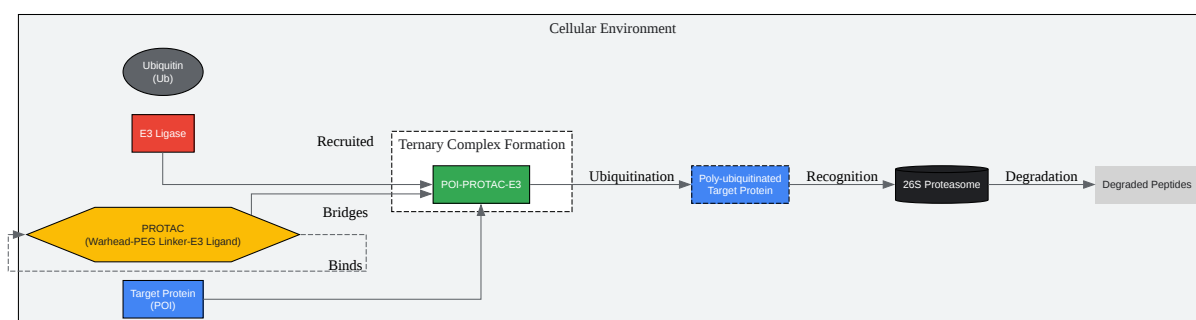 Cellular Environment
Ubiquitin
(Ub)
E3 Ligase
Recruited
Ternary Complex Formation
POI-PROTAC-E3
Ubiquitination
Poly-ubiquitinated
Target Protein
Recognition
26S Proteasome
Degradation
Degraded Peptides
Bridges
PROTAC
(Warhead-PEG Linker-E3 Ligand)
Binds
Target Protein
(POI)